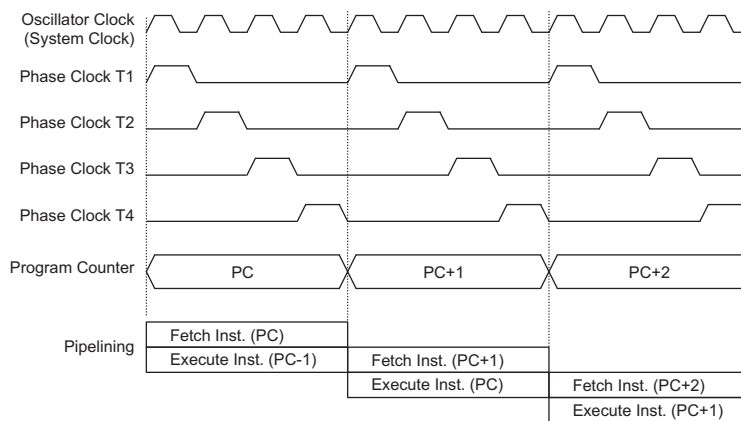 Oscillator Clock
(System Clock)
Phase Clock T1
Phase Clock T2
Phase Clock T3
Phase Clock T4
Program Counter
PC
PC+1
PC+2
Pipelining
Fetch Inst. (PC)
Execute Inst. (PC-1)
Fetch Inst. (PC+1)
Execute Inst. (PC)
Fetch Inst. (PC+2)
Execute Inst. (PC+1)